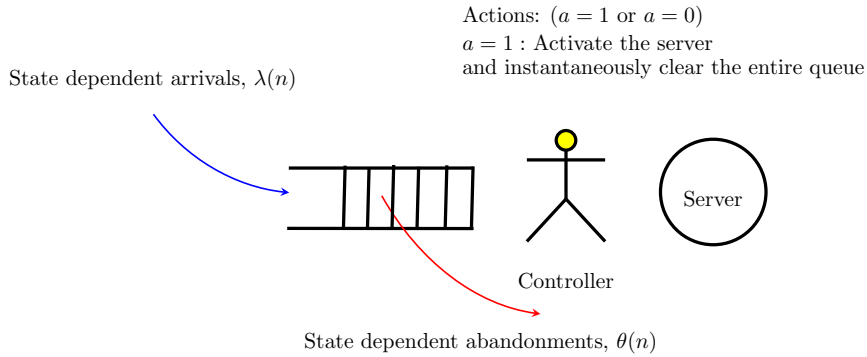 Actions: (a = 1 or a = 0)
a = 1 : Activate the server
and instantaneously clear the entire queue
State dependent arrivals, λ(n)
Server
Controller
State dependent abandonments, θ(n)